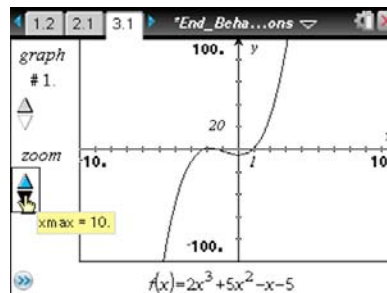 1.2 2.1 3.1 *End_Beha...ons
graph
#1.
zoom
xmax = 10.
100. y
20
-10. 1 10
-100.
f(x)=2x³+5x²-x-5